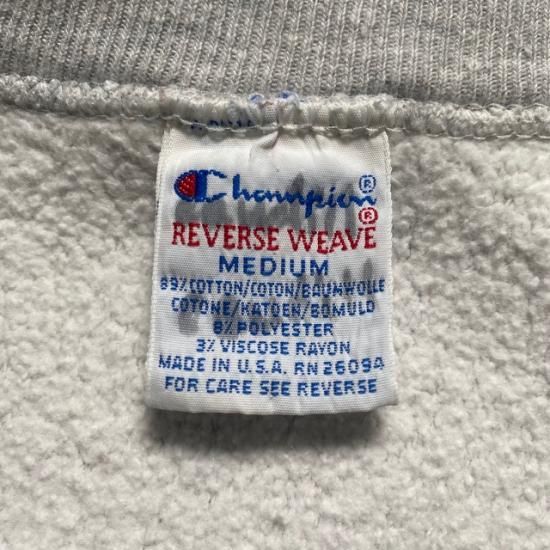 Champion®
REVERSE WEAVE®
MEDIUM
89% COTTON/COTON/BAUMWOLLE
COTONE/KATOEN/BOMULD
8% POLYESTER
3% VISCOSE RAYON
MADE IN U.S.A. RN 26094
FOR CARE SEE REVERSE